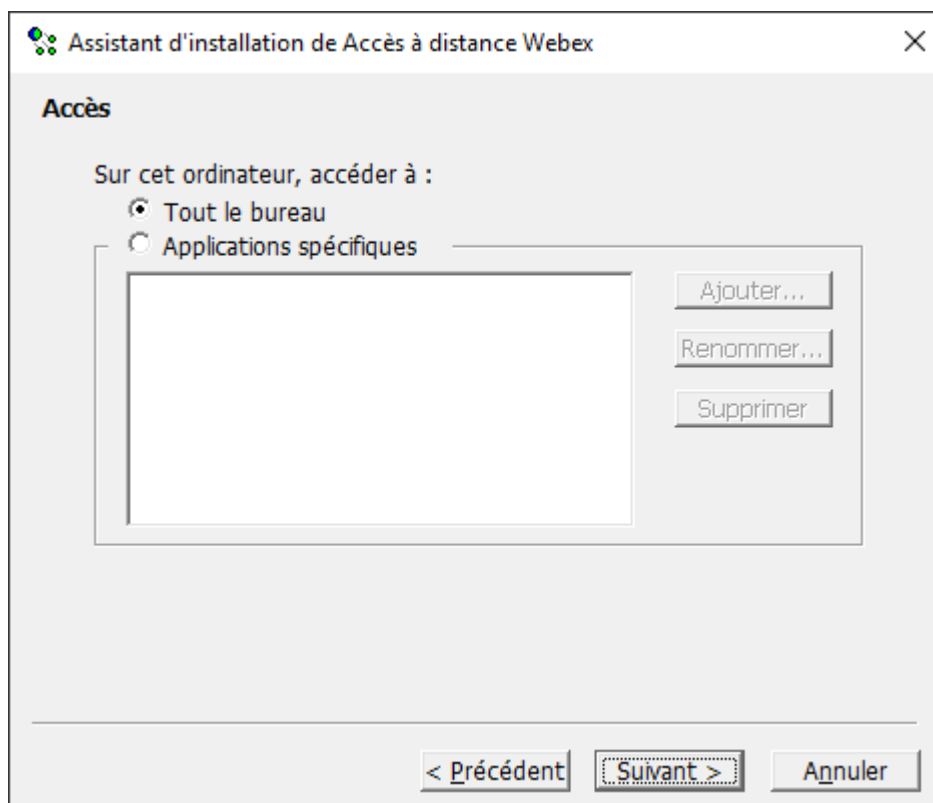 Assistant d'installation de Accès à distance Webex
Accès
Sur cet ordinateur, accéder à :
Tout le bureau
Applications spécifiques
Ajouter...
Renommer...
Supprimer
< Précédent
Suivant >
Annuler